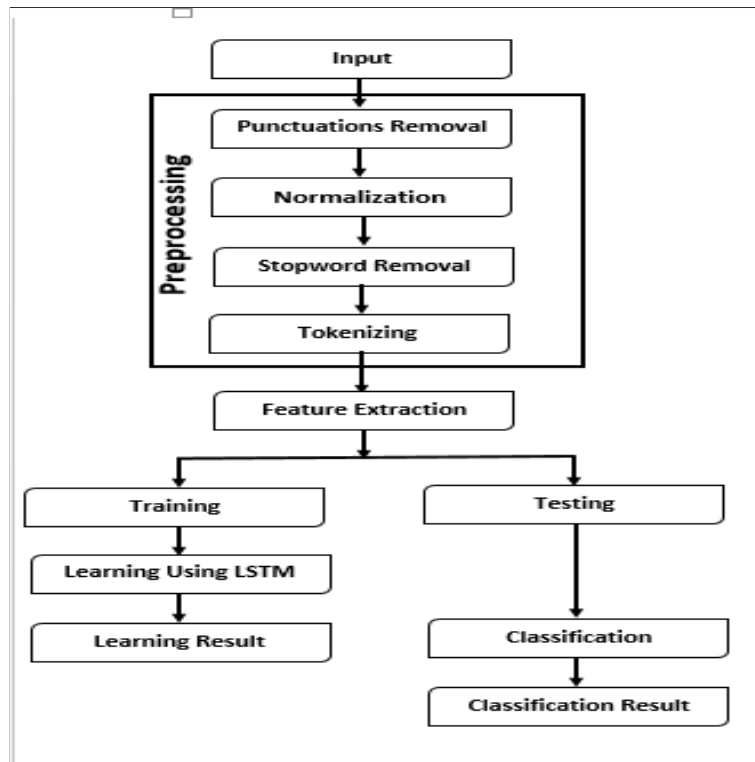 Input
Preprocessing
Punctuations Removal
Normalization
Stopword Removal
Tokenizing
Feature Extraction
Training
Learning Using LSTM
Learning Result
Testing
Classification
Classification Result